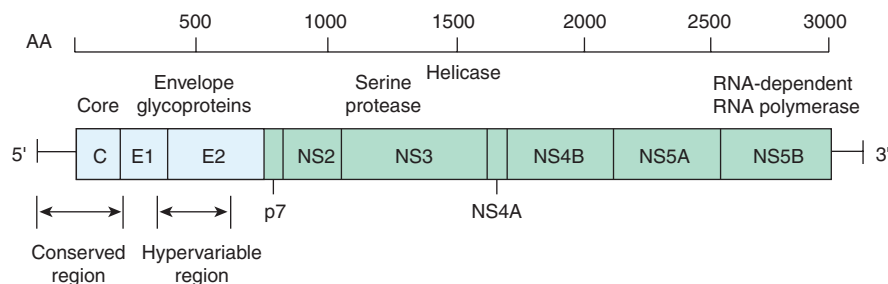 AA 500 1000 1500 2000 2500 3000
Core
Envelope
glycoproteins
Serine
protease
Helicase
RNA-dependent
RNA polymerase
5' C E1 E2 NS2 NS3 NS4B NS5A NS5B 3'
p7 NS4A
Conserved
region
Hypervariable
region